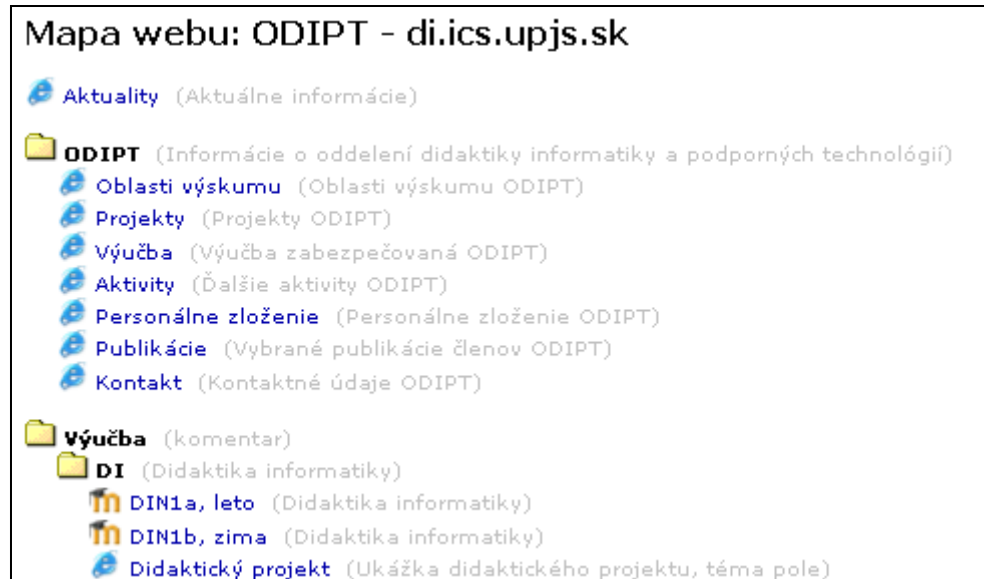 Mapa webu: ODIPT - di.ics.upjs.sk
Aktuality (Aktuálne informácie)
ODIPT (Informácie o oddelení didaktiky informatiky a podporných technológií)
Oblasti výskumu (Oblasti výskumu ODIPT)
Projekty (Projekty ODIPT)
Výučba (Výučba zabezpečovaná ODIPT)
Aktivity (Ďalšie aktivity ODIPT)
Personálne zloženie (Personálne zloženie ODIPT)
Publikácie (Vybrané publikácie členov ODIPT)
Kontakt (Kontaktné údaje ODIPT)
Výučba (komentar)
DI (Didaktika informatiky)
DIN1a, leto (Didaktika informatiky)
DIN1b, zima (Didaktika informatiky)
Didaktický projekt (Ukážka didaktického projektu, téma pole)